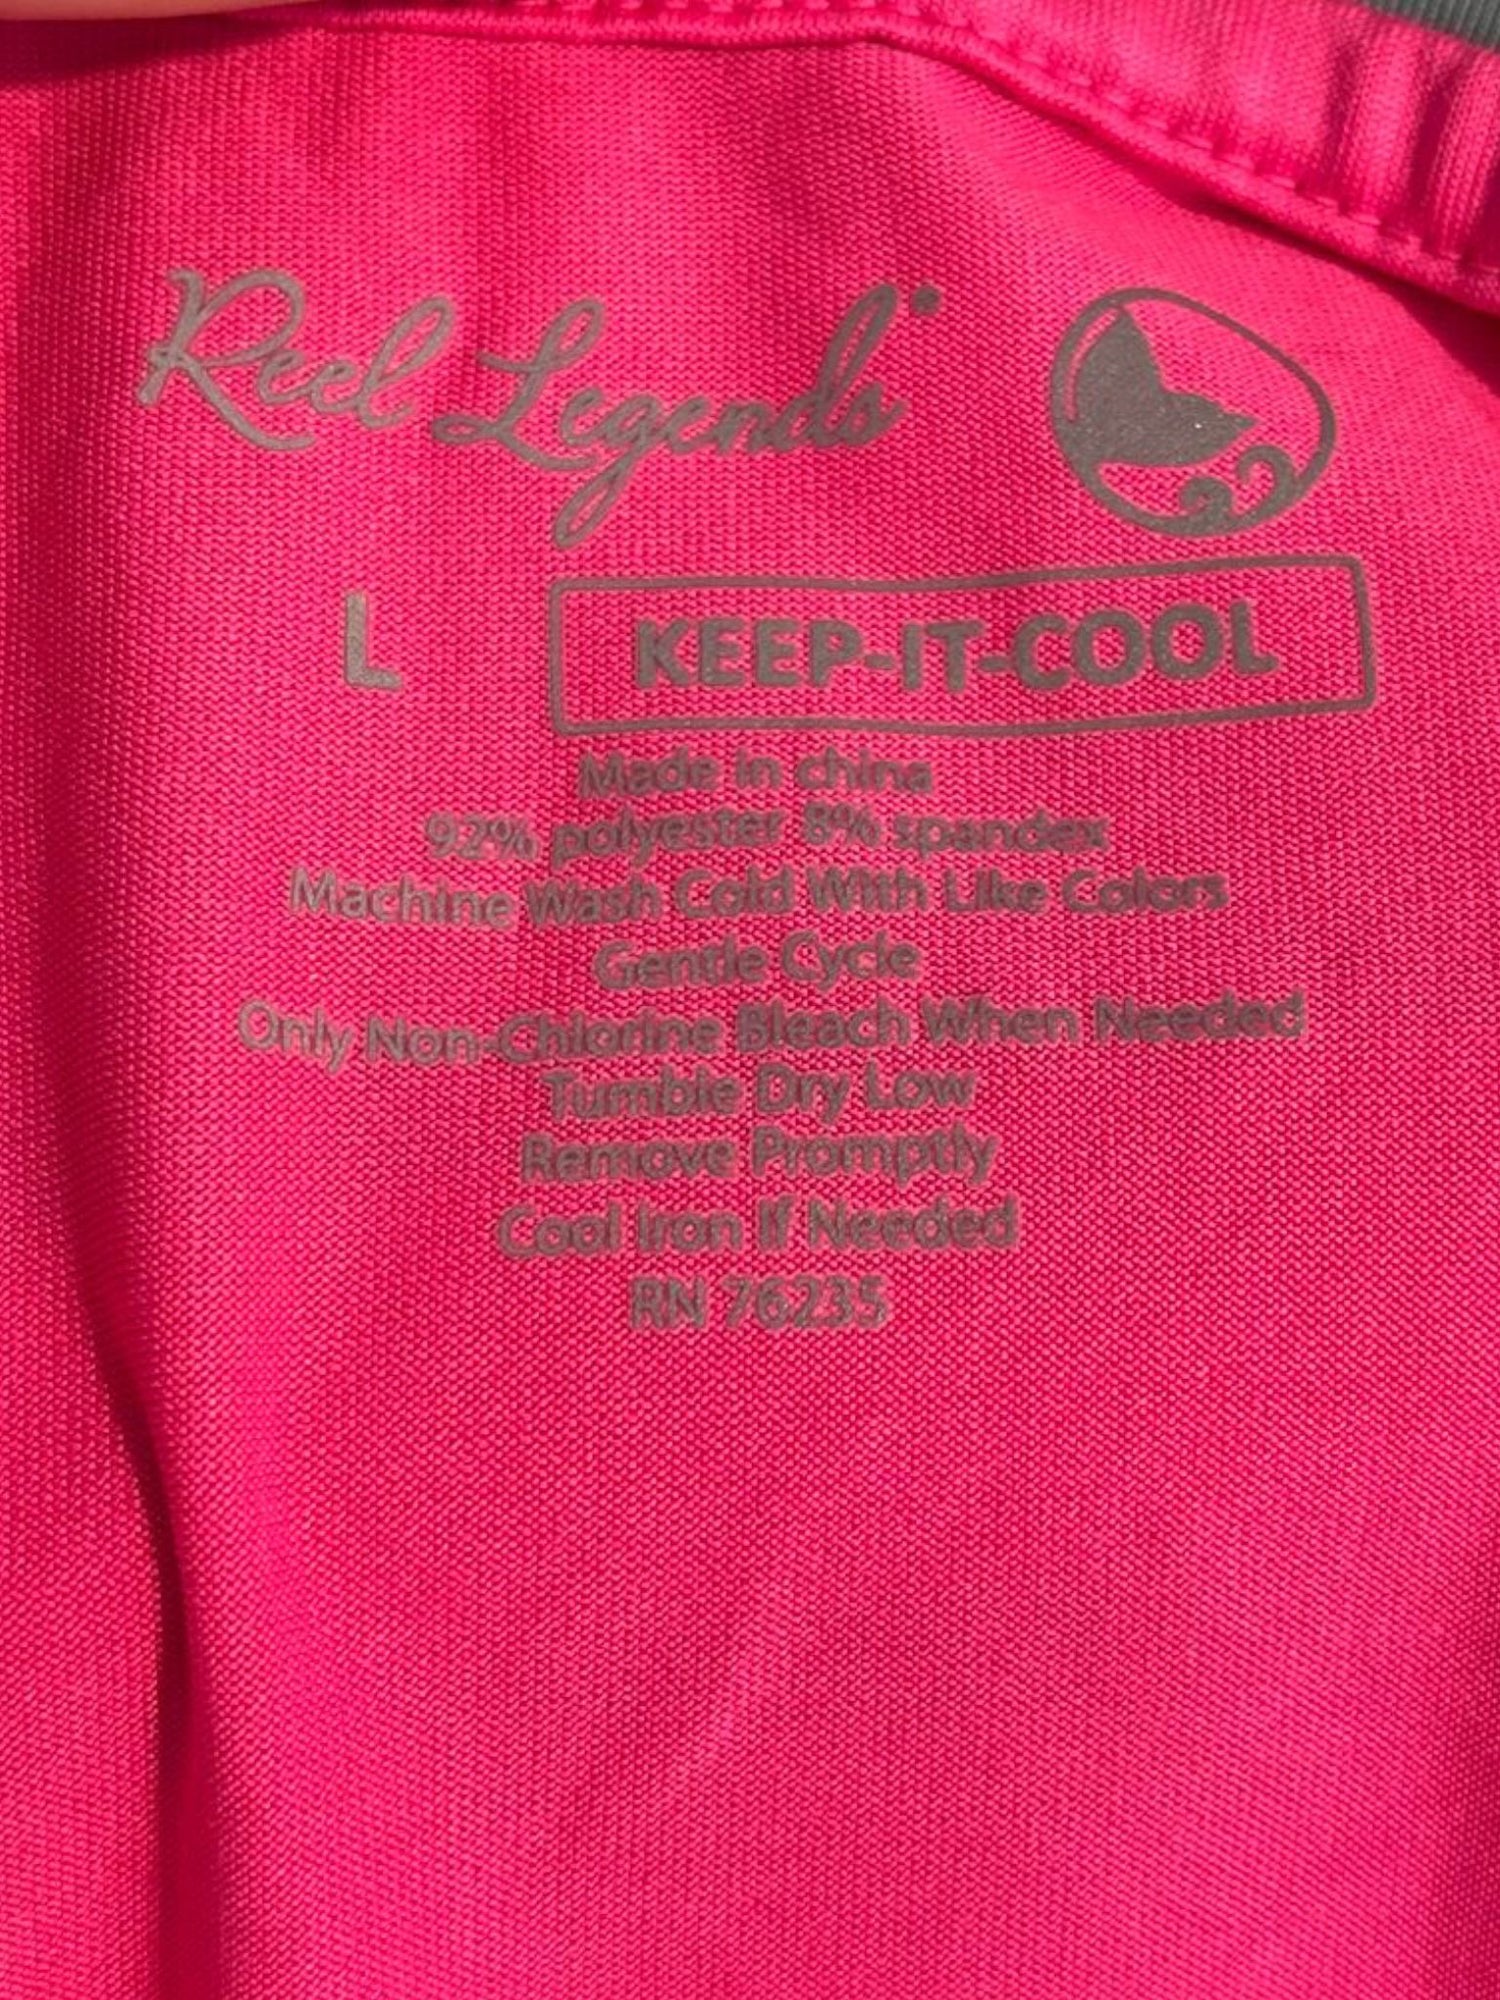 Reel Legends
L
KEEP-IT-COOL
Made in china
92% polyester 8% spandex
Machine Wash Cold With Like Colors
Gentle Cycle
Only Non-Chlorine Bleach When Needed
Tumble Dry Low
Remove Promptly
Cool Iron If Needed
RN 76235